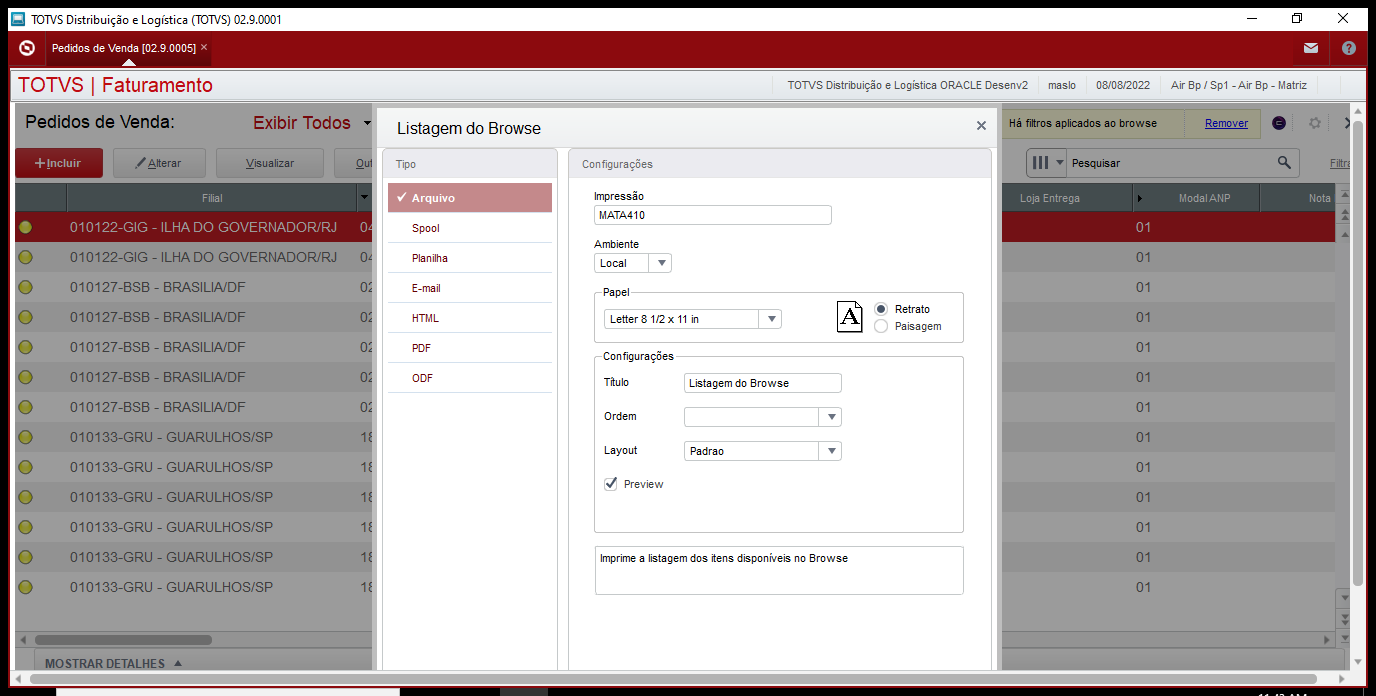 TOTVS Distribuição e Logística (TOTVS) 02.9.0001
Pedidos de Venda [02.9.0005]
TOTVS | Faturamento
TOTVS Distribuição e Logística ORACLE Desenv2
maslo
08/08/2022
Air Bp / Sp1 - Air Bp - Matriz
Pedidos de Venda:
Exibir Todos
Há filtros aplicados ao browse
Remover
+Incluir
Alterar
Visualizar
Out
Pesquisar
Filtra
Filial
Loja Entrega
Modal ANP
Nota
010122-GIG - ILHA DO GOVERNADOR/RJ 04 01
010122-GIG - ILHA DO GOVERNADOR/RJ 04 01
010127-BSB - BRASILIA/DF 02 01
010127-BSB - BRASILIA/DF 02 01
010127-BSB - BRASILIA/DF 02 01
010127-BSB - BRASILIA/DF 02 01
010127-BSB - BRASILIA/DF 02 01
010133-GRU - GUARULHOS/SP 18 01
010133-GRU - GUARULHOS/SP 18 01
010133-GRU - GUARULHOS/SP 18 01
010133-GRU - GUARULHOS/SP 18 01
010133-GRU - GUARULHOS/SP 18 01
010133-GRU - GUARULHOS/SP 18 01
MOSTRAR DETALHES
Listagem do Browse
Tipo
Arquivo
Spool
Planilha
E-mail
HTML
PDF
ODF
Configurações
Impressão
MATA410
Ambiente
Local
Papel
Letter 8 1/2 x 11 in
A
Retrato
Paisagem
Configurações
Título
Listagem do Browse
Ordem
Layout
Padrao
Preview
Imprime a listagem dos itens disponíveis no Browse